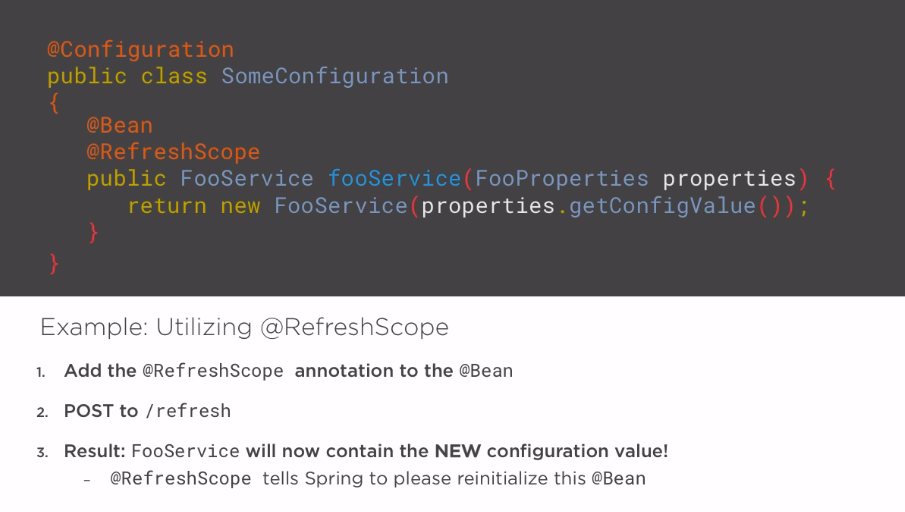 @Configuration
public class SomeConfiguration
{
@Bean
@RefreshScope
public FooService fooService(FooProperties properties) {
return new FooService(properties.getConfigValue());
}
}
Example: Utilizing @RefreshScope
1. Add the @RefreshScope annotation to the @Bean
2. POST to /refresh
3. Result: FooService will now contain the NEW configuration value!
– @RefreshScope tells Spring to please reinitialize this @Bean